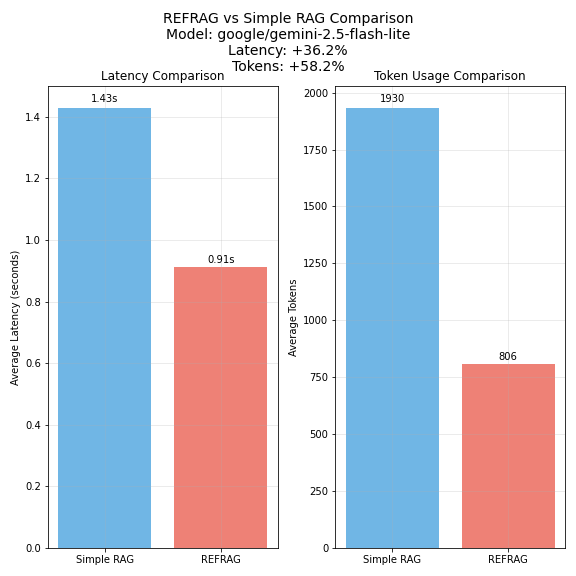 REFRAG vs Simple RAG Comparison
Model: google/gemini-2.5-flash-lite
Latency: +36.2%
Tokens: +58.2%
Latency Comparison
Average Latency (seconds)
1.4
1.2
1.0
0.8
0.6
0.4
0.2
0.0
1.43s
0.91s
Simple RAG
REFRAG
Token Usage Comparison
Average Tokens
2000
1750
1500
1250
1000
750
500
250
0
1930
806
Simple RAG
REFRAG